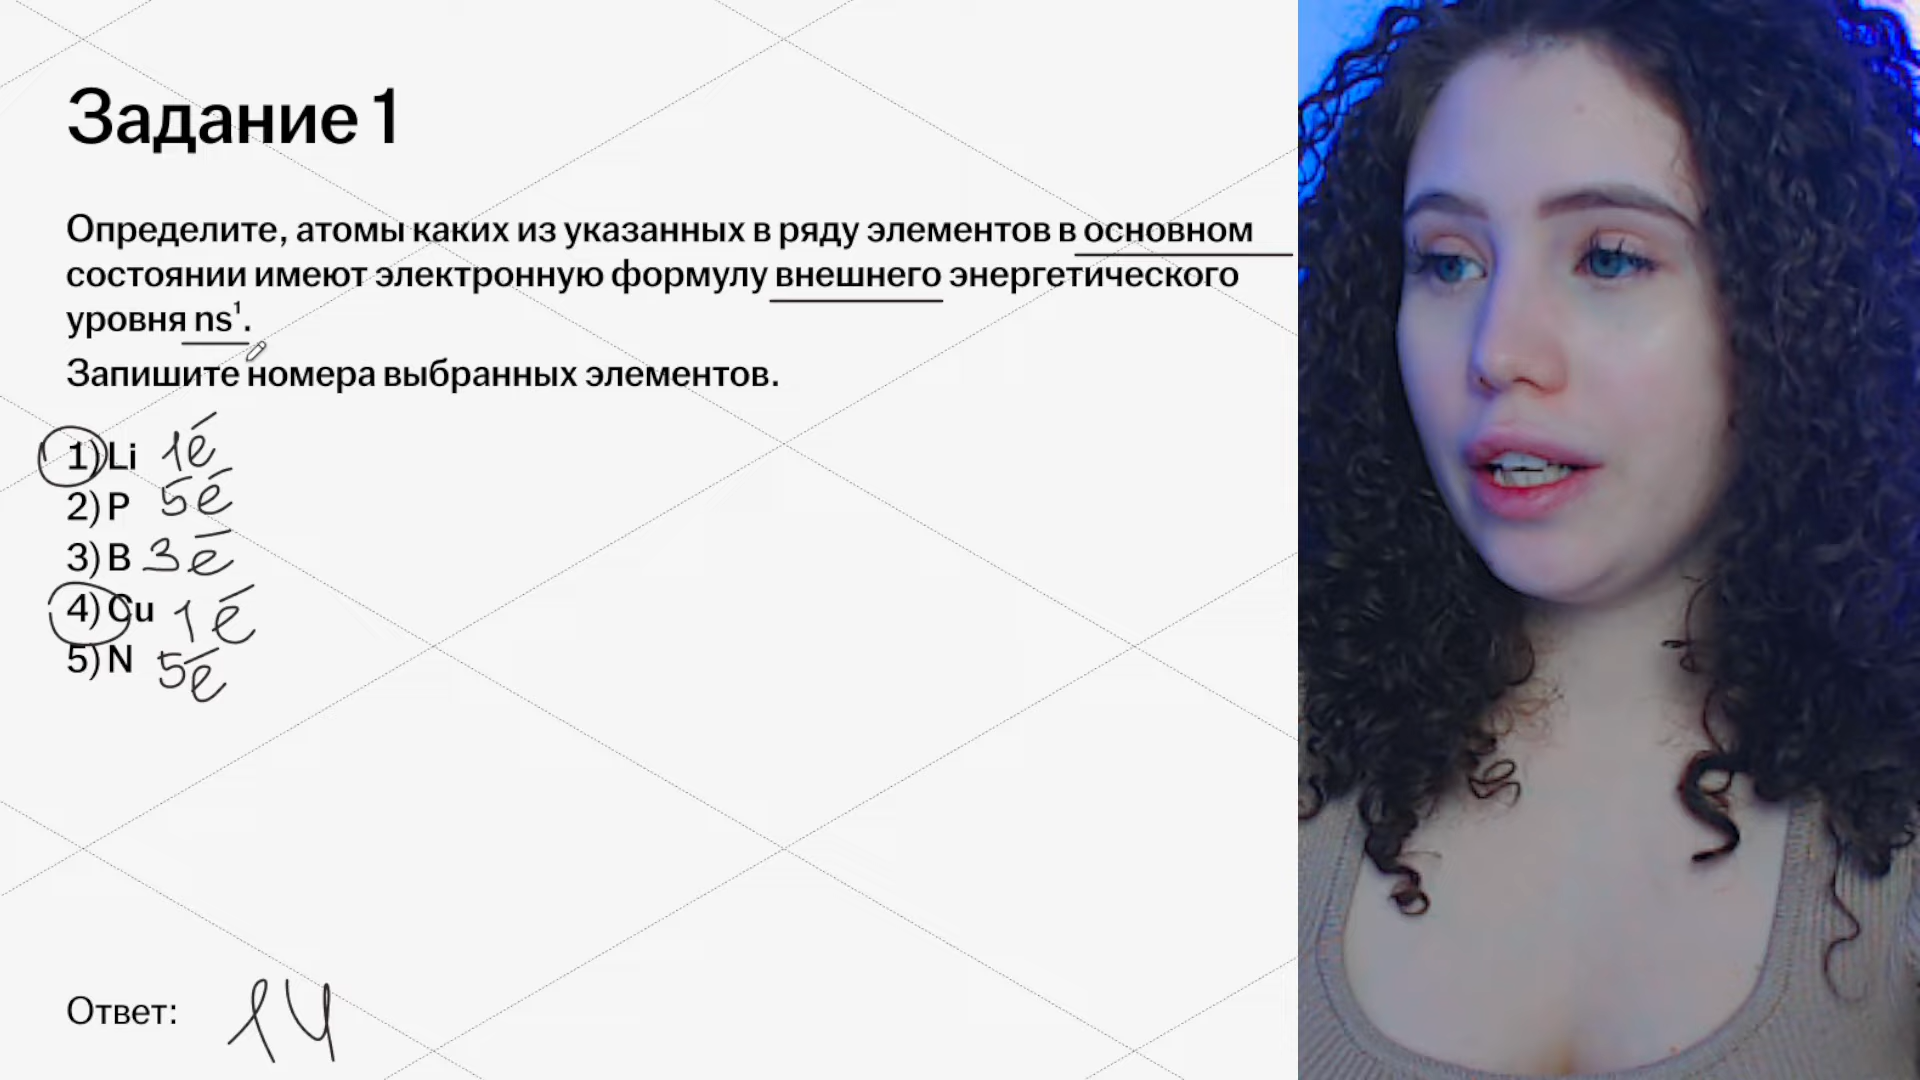 Задание 1
Определите, атомы каких из указанных в ряду элементов в основном
состоянии имеют электронную формулу внешнего энергетического
уровня ns¹.
Запишите номера выбранных элементов.
1) Li 1ē
2) P 5ē
3) B 3ē
4) Cu 1ē
5) N 5ē
Ответ: 14